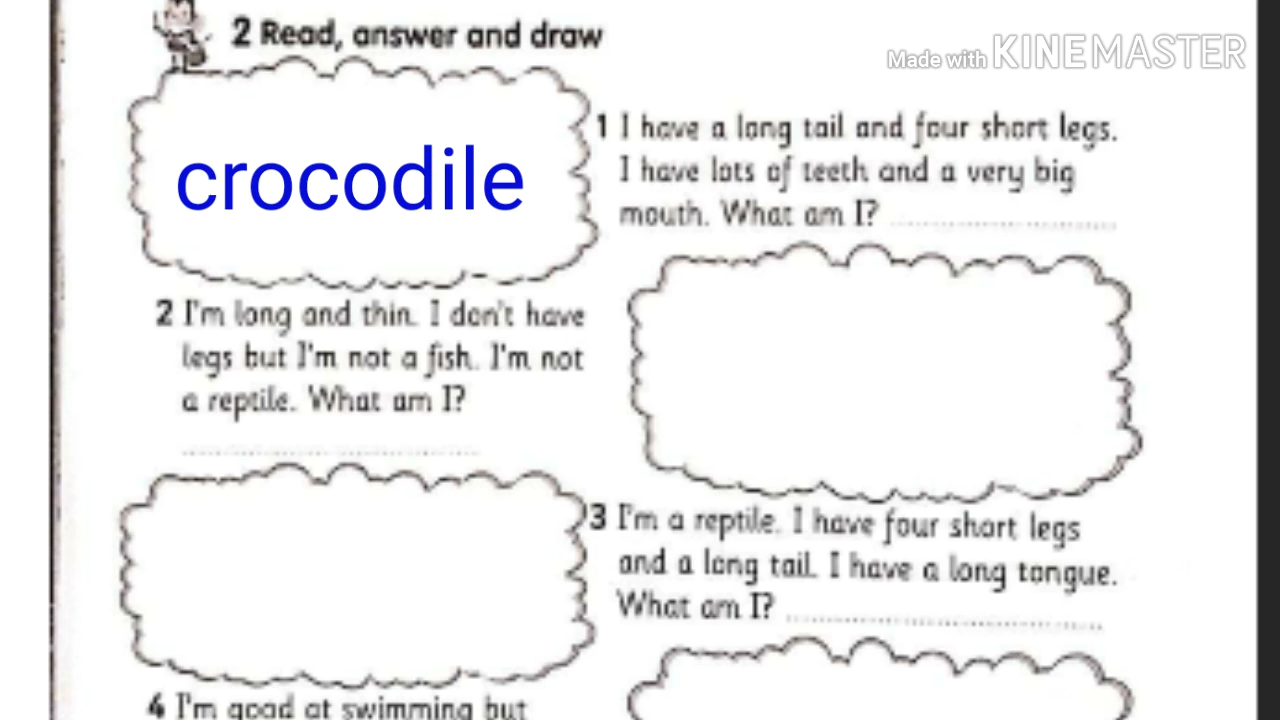 2 Read, answer and draw
Made with KINEMASTER
crocodile
1 I have a long tail and four short legs.
I have lots of teeth and a very big
mouth. What am I?
2 I'm long and thin. I don't have
legs but I'm not a fish. I'm not
a reptile. What am I?
3 I'm a reptile. I have four short legs
and a long tail. I have a long tongue.
What am I?
4 I'm good at swimming but